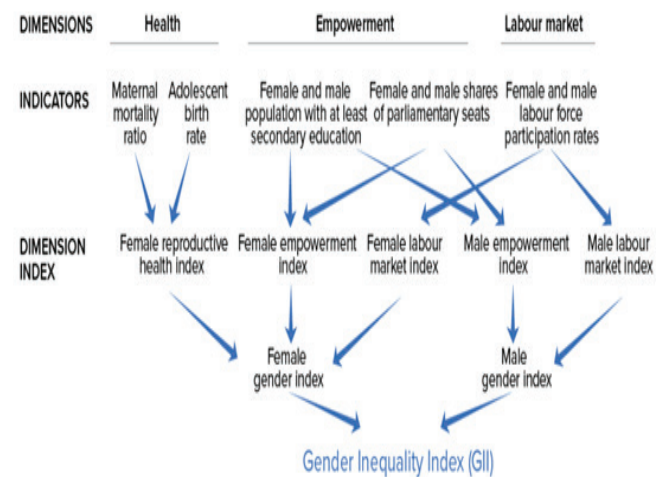 DIMENSIONS
Health
Empowerment
Labour market
INDICATORS
Maternal
mortality
ratio
Adolescent
birth
rate
Female and male
population with at least
secondary education
Female and male shares
of parliamentary seats
Female and male
labour force
participation rates
DIMENSION
INDEX
Female reproductive
health index
Female empowerment
index
Female labour
market index
Male empowerment
index
Male labour
market index
Female
gender index
Male
gender index
Gender Inequality Index (GII)